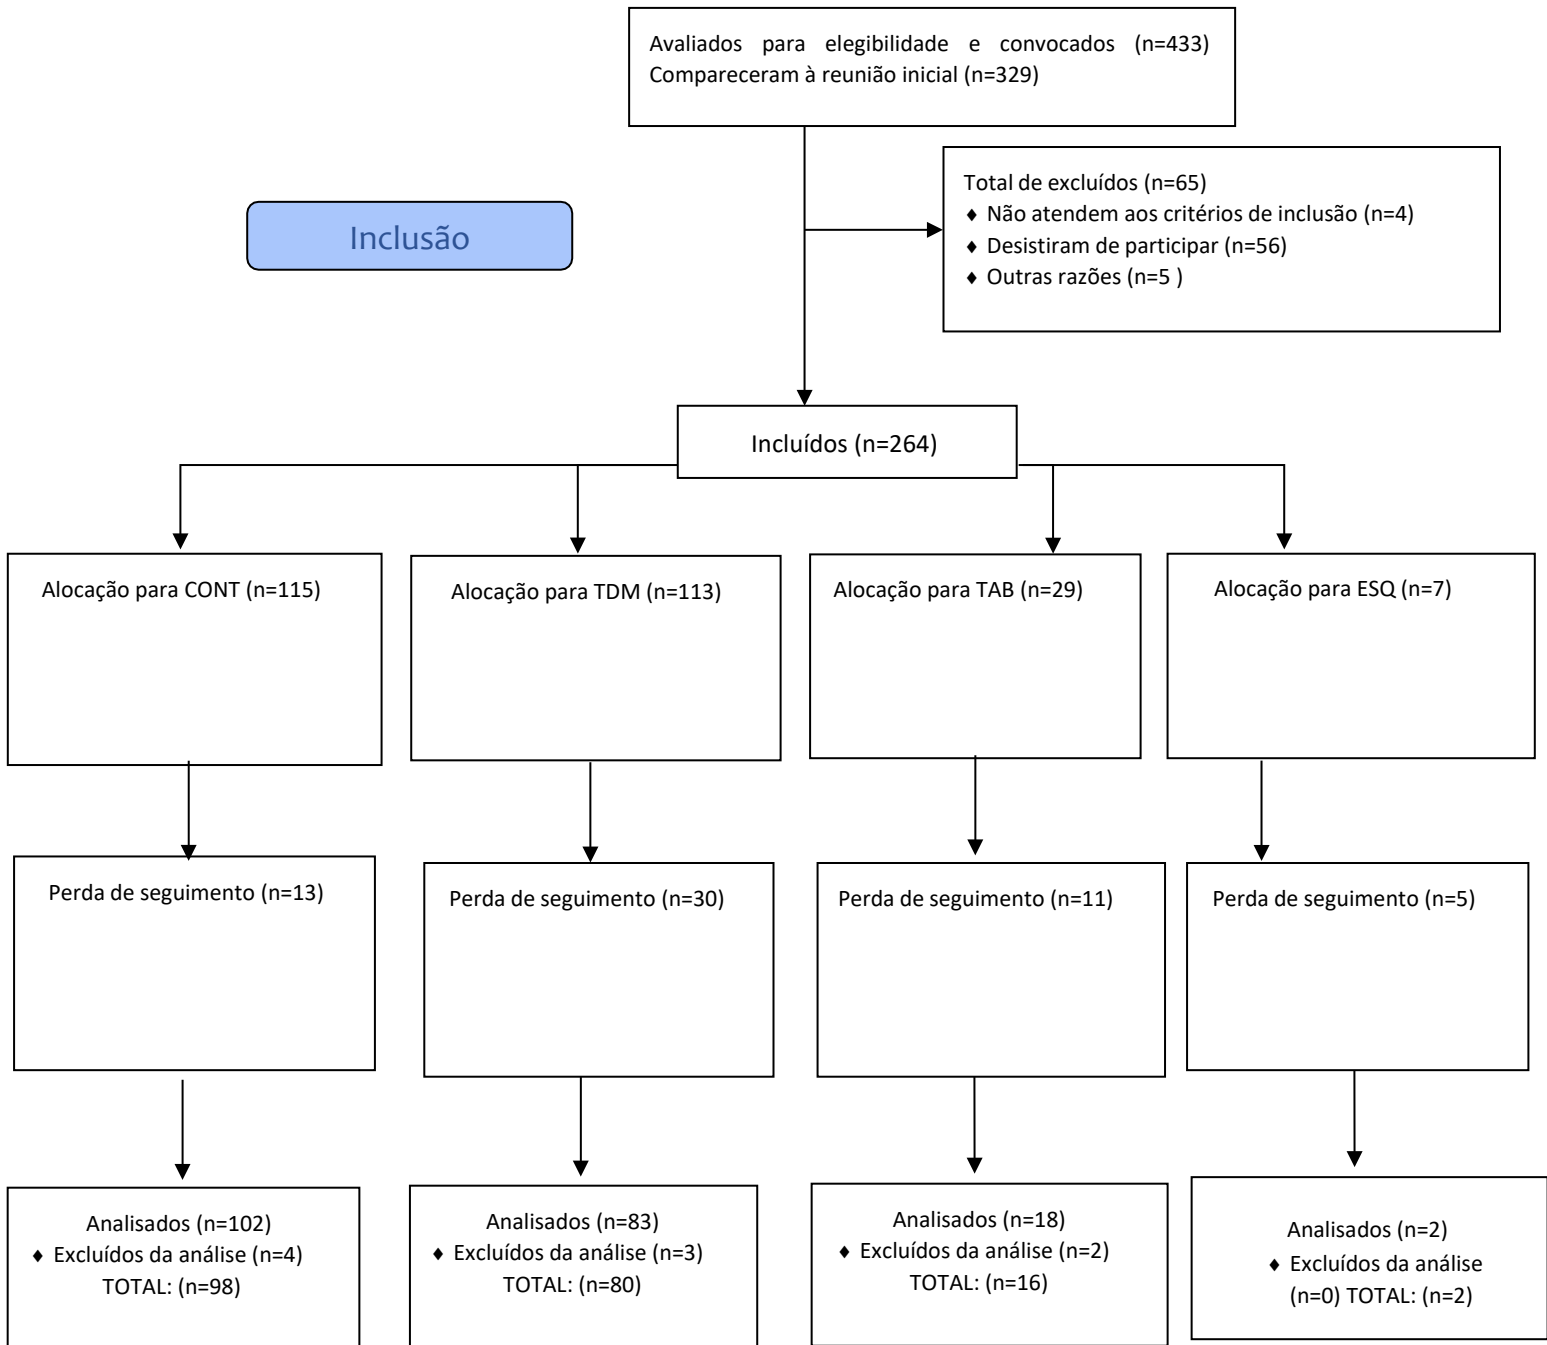 Avaliados para elegibilidade e convocados (n=433)
Compareceram à reunião inicial (n=329)
Total de excluídos (n=65)
♦ Não atendem aos critérios de inclusão (n=4)
♦ Desistiram de participar (n=56)
♦ Outras razões (n=5 )
Inclusão
Incluídos (n=264)
Alocação para CONT (n=115)
Alocação para TDM (n=113)
Alocação para TAB (n=29)
Alocação para ESQ (n=7)
Perda de seguimento (n=13)
Perda de seguimento (n=30)
Perda de seguimento (n=11)
Perda de seguimento (n=5)
Analisados (n=102)
♦ Excluídos da análise (n=4)
TOTAL: (n=98)
Analisados (n=83)
♦ Excluídos da análise (n=3)
TOTAL: (n=80)
Analisados (n=18)
♦ Excluídos da análise (n=2)
TOTAL: (n=16)
Analisados (n=2)
♦ Excluídos da análise
(n=0) TOTAL: (n=2)